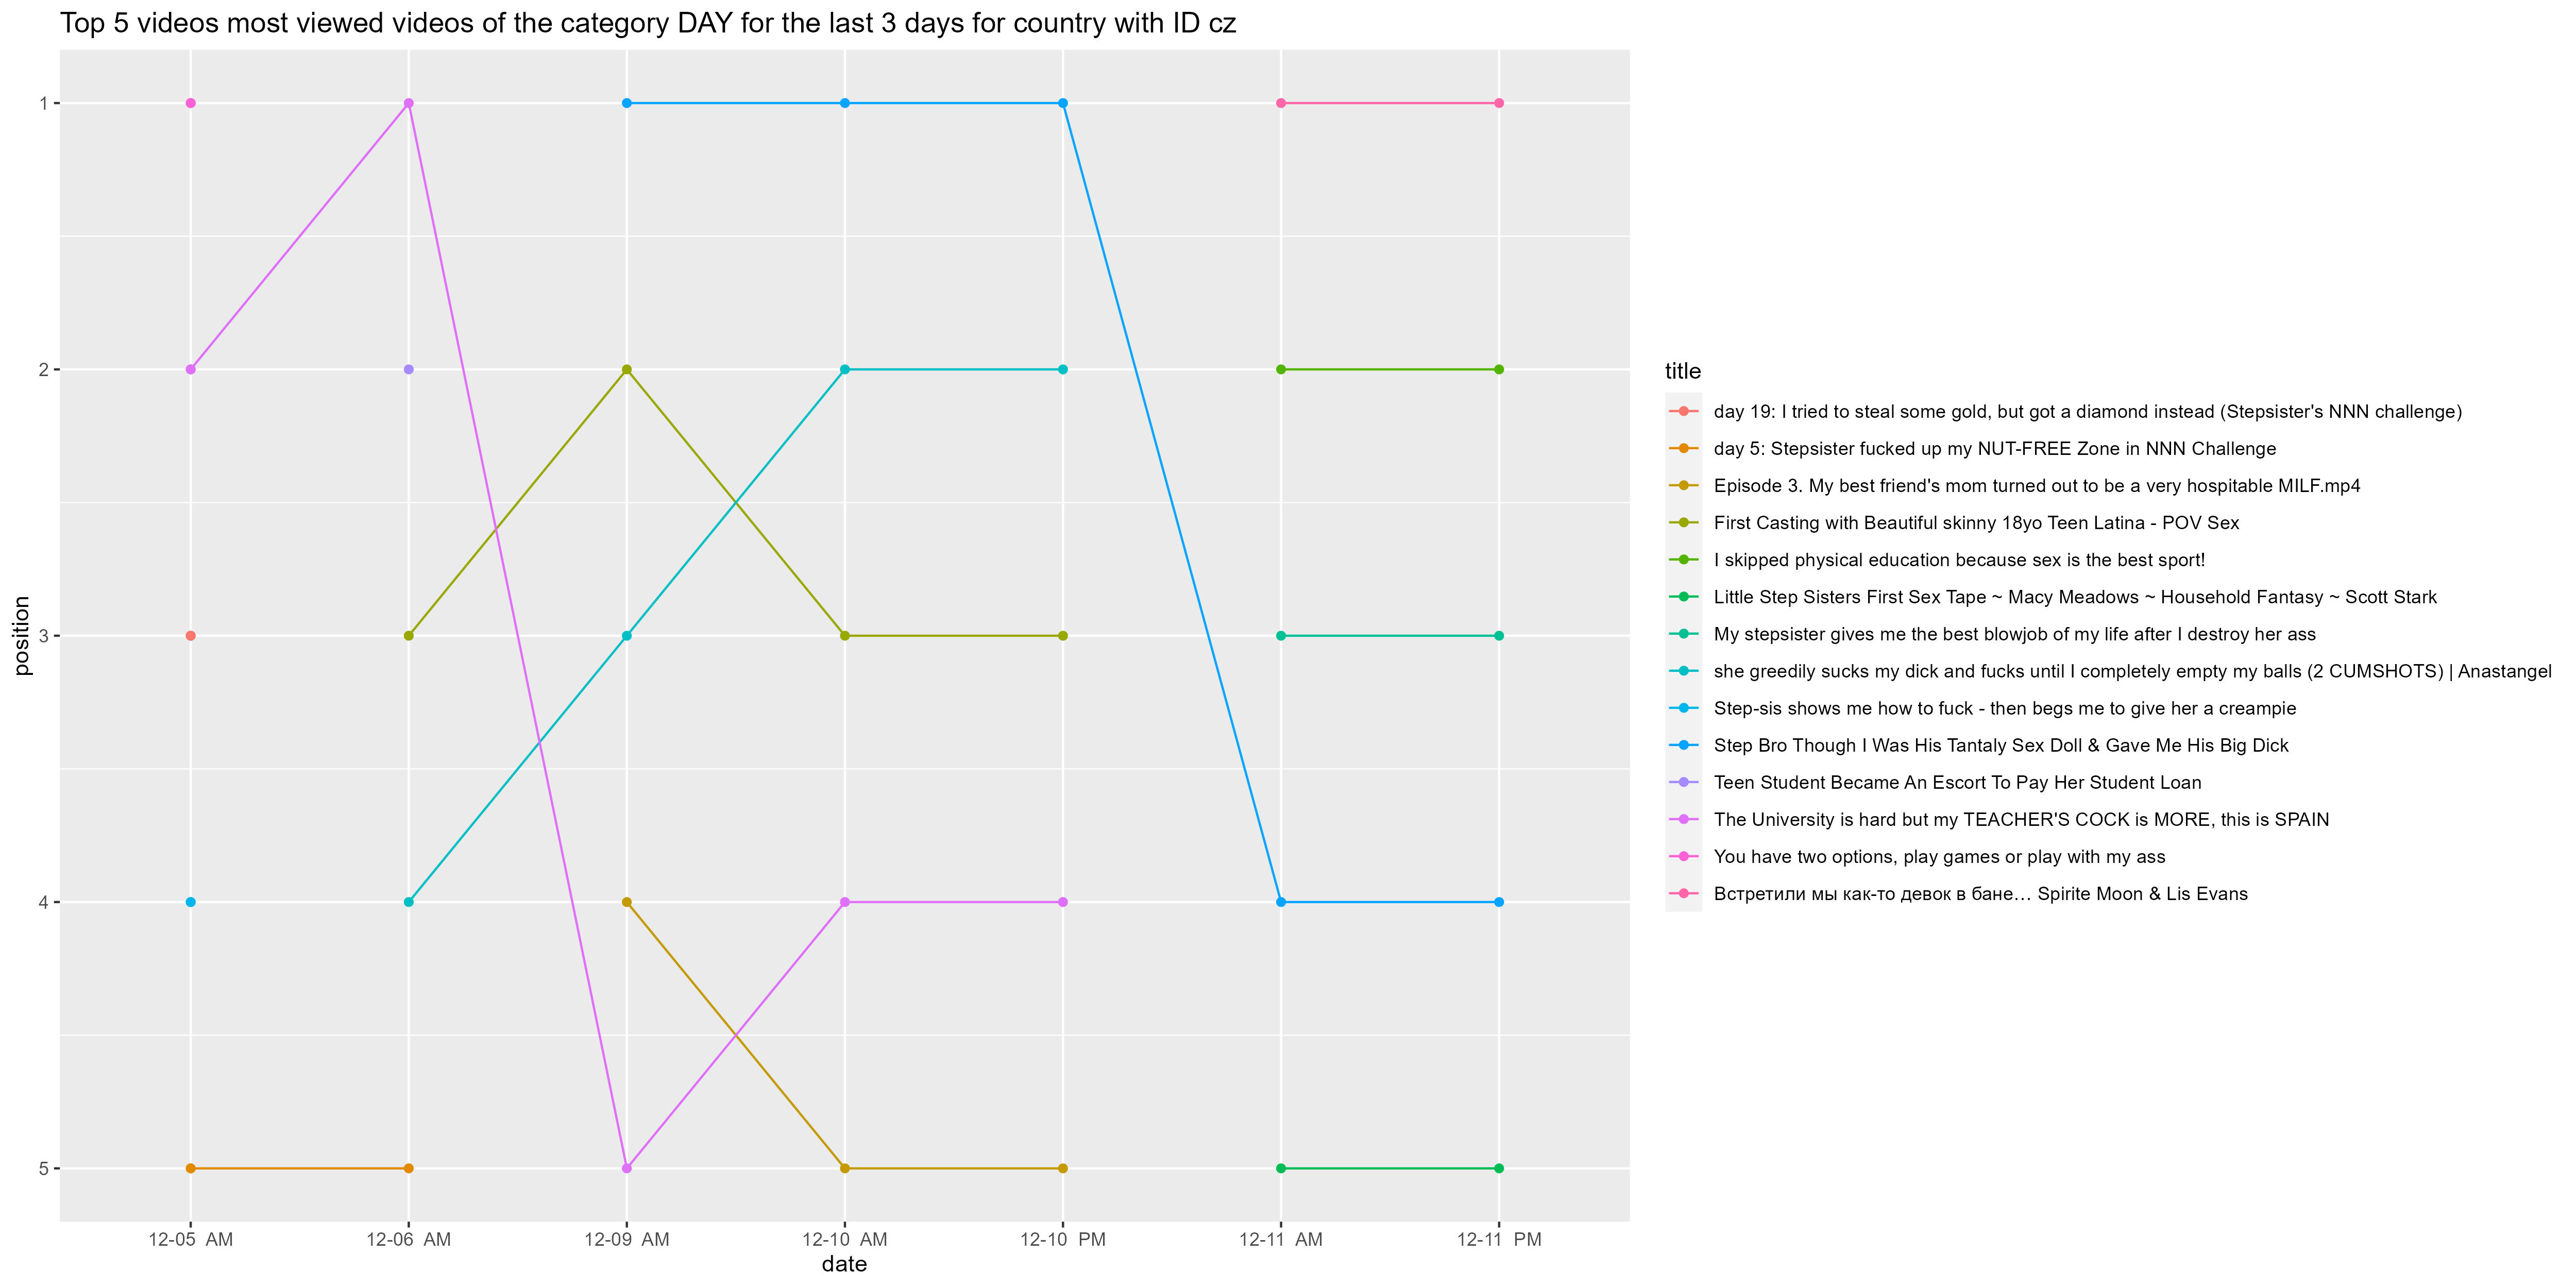 Top 5 videos most viewed videos of the category DAY for the last 3 days for country with ID cz
position
1
2
3
4
5
12-05 AM
12-06 AM
12-09 AM
12-10 AM
12-10 PM
12-11 AM
12-11 PM
date
title
day 19: I tried to steal some gold, but got a diamond instead (Stepsister's NNN challenge)
day 5: Stepsister fucked up my NUT-FREE Zone in NNN Challenge
Episode 3. My best friend's mom turned out to be a very hospitable MILF.mp4
First Casting with Beautiful skinny 18yo Teen Latina - POV Sex
I skipped physical education because sex is the best sport!
Little Step Sisters First Sex Tape ~ Macy Meadows ~ Household Fantasy ~ Scott Stark
My stepsister gives me the best blowjob of my life after I destroy her ass
she greedily sucks my dick and fucks until I completely empty my balls (2 CUMSHOTS) | Anastangel
Step-sis shows me how to fuck - then begs me to give her a creampie
Step Bro Though I Was His Tantaly Sex Doll & Gave Me His Big Dick
Teen Student Became An Escort To Pay Her Student Loan
The University is hard but my TEACHER'S COCK is MORE, this is SPAIN
You have two options, play games or play with my ass
Встретили мы как-то девок в бане… Spirite Moon & Lis Evans